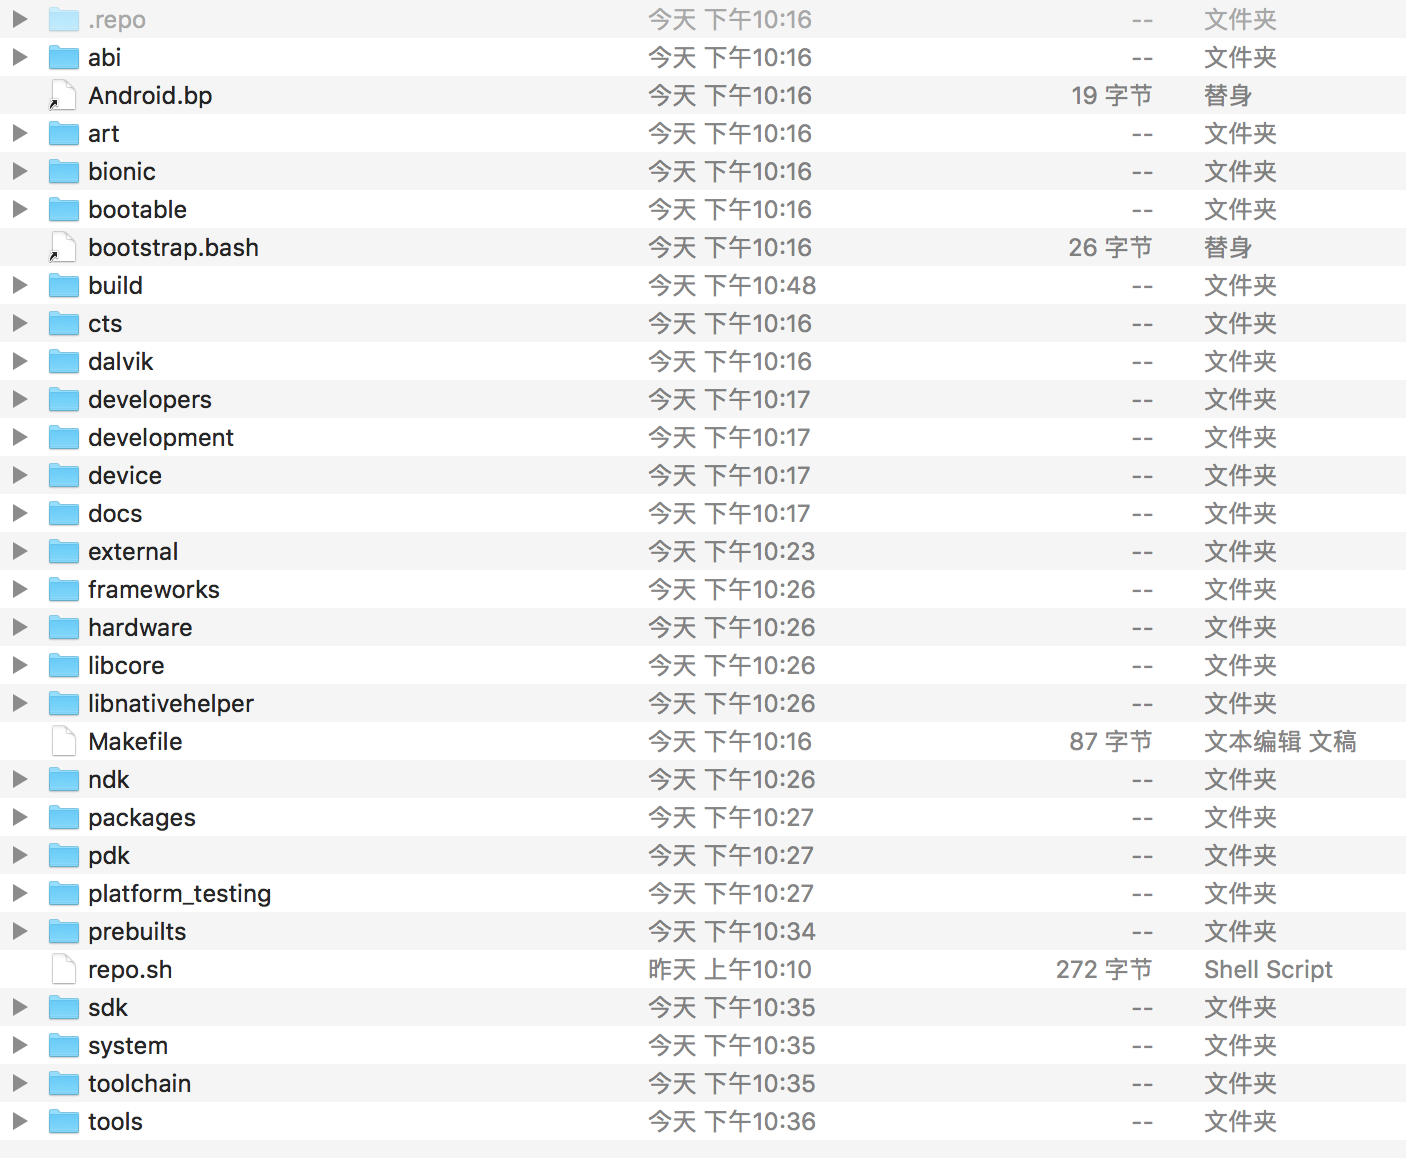 .repo 今天 下午10:16 -- 文件夹
abi 今天 下午10:16 -- 文件夹
Android.bp 今天 下午10:16 19 字节 替身
art 今天 下午10:16 -- 文件夹
bionic 今天 下午10:16 -- 文件夹
bootable 今天 下午10:16 -- 文件夹
bootstrap.bash 今天 下午10:16 26 字节 替身
build 今天 下午10:48 -- 文件夹
cts 今天 下午10:16 -- 文件夹
dalvik 今天 下午10:16 -- 文件夹
developers 今天 下午10:17 -- 文件夹
development 今天 下午10:17 -- 文件夹
device 今天 下午10:17 -- 文件夹
docs 今天 下午10:17 -- 文件夹
external 今天 下午10:23 -- 文件夹
frameworks 今天 下午10:26 -- 文件夹
hardware 今天 下午10:26 -- 文件夹
libcore 今天 下午10:26 -- 文件夹
libnativehelper 今天 下午10:26 -- 文件夹
Makefile 今天 下午10:16 87 字节 文本编辑 文稿
ndk 今天 下午10:26 -- 文件夹
packages 今天 下午10:27 -- 文件夹
pdk 今天 下午10:27 -- 文件夹
platform_testing 今天 下午10:27 -- 文件夹
prebuilts 今天 下午10:34 -- 文件夹
repo.sh 昨天 上午10:10 272 字节 Shell Script
sdk 今天 下午10:35 -- 文件夹
system 今天 下午10:35 -- 文件夹
toolchain 今天 下午10:35 -- 文件夹
tools 今天 下午10:36 -- 文件夹